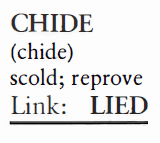 CHIDE
(chide)
scold; reprove
Link: LIED